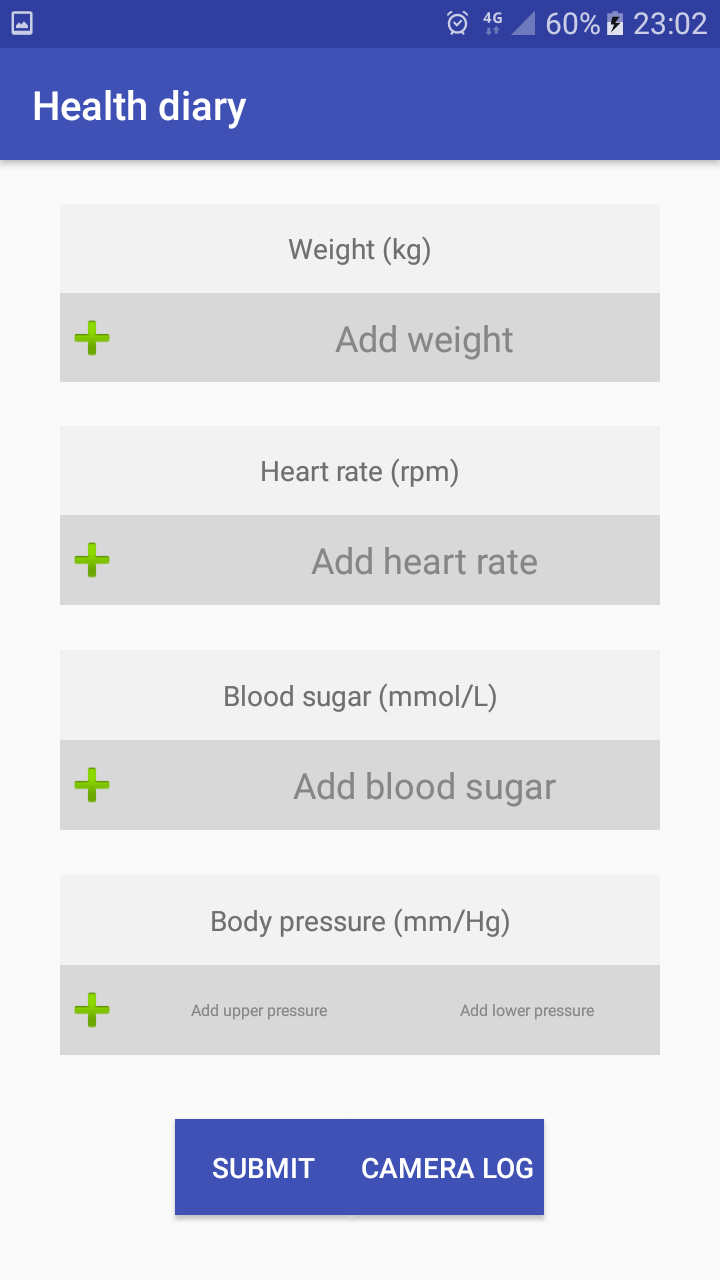 4G 60% 23:02
Health diary
Weight (kg)
Add weight
Heart rate (rpm)
Add heart rate
Blood sugar (mmol/L)
Add blood sugar
Body pressure (mm/Hg)
Add upper pressure Add lower pressure
SUBMIT CAMERA LOG